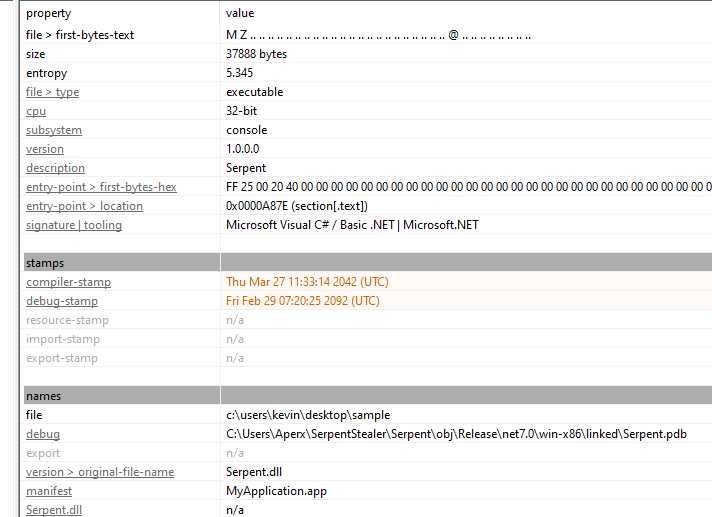 property value
file > first-bytes-text M Z .. .. .. .. .. .. .. .. .. .. .. .. .. .. .. .. .. .. .. .. .. .. @ .. .. .. .. .. .. .. ..
size 37888 bytes
entropy 5.345
file > type executable
cpu 32-bit
subsystem console
version 1.0.0.0
description Serpent
entry-point > first-bytes-hex FF 25 00 20 40 00 00 00 00 00 00 00 00 00 00 00 00 00 00 00 00 00 00 00 00 00 00 00 00 00 00 00 0
entry-point > location 0x0000A87E (section[.text])
signature | tooling Microsoft Visual C# / Basic .NET | Microsoft.NET
stamps
compiler-stamp Thu Mar 27 11:33:14 2042 (UTC)
debug-stamp Fri Feb 29 07:20:25 2092 (UTC)
resource-stamp n/a
import-stamp n/a
export-stamp n/a
names
file c:\users\kevin\desktop\sample
debug C:\Users\Aperx\SerpentStealer\Serpent\obj\Release\net7.0\win-x86\linked\Serpent.pdb
export n/a
version > original-file-name Serpent.dll
manifest MyApplication.app
Serpent.dll n/a